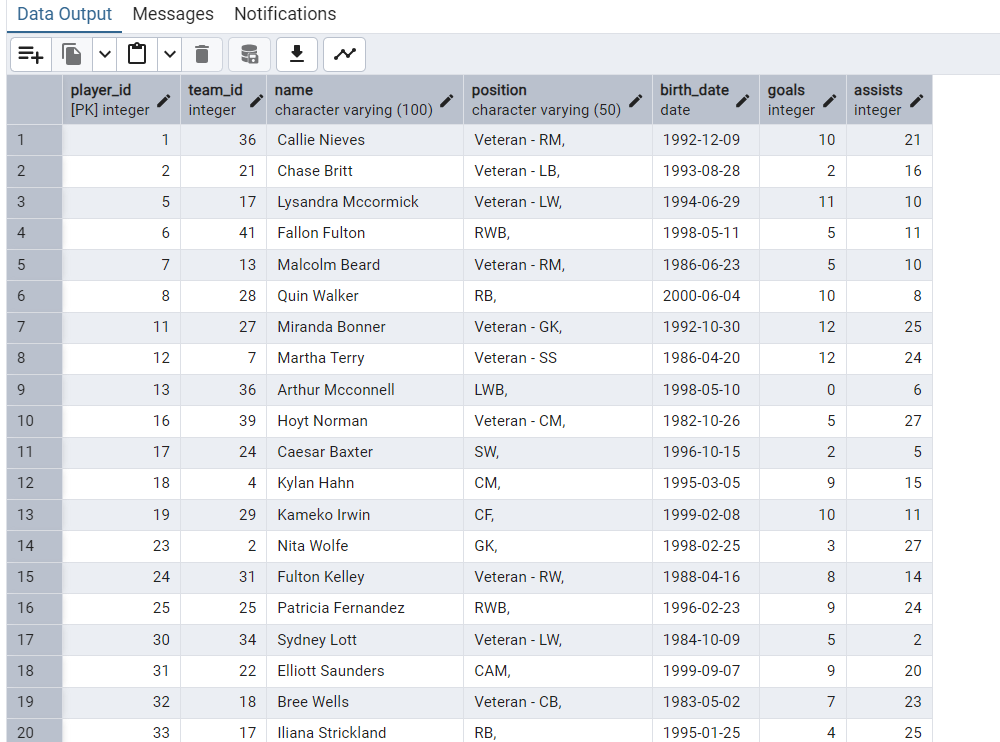 Data Output Messages Notifications
player_id team_id name position birth_date goals assists
[PK] integer integer character varying (100) character varying (50) date integer integer
1 1 36 Callie Nieves Veteran - RM, 1992-12-09 10 21
2 2 21 Chase Britt Veteran - LB, 1993-08-28 2 16
3 5 17 Lysandra Mccormick Veteran - LW, 1994-06-29 11 10
4 6 41 Fallon Fulton RWB, 1998-05-11 5 11
5 7 13 Malcolm Beard Veteran - RM, 1986-06-23 5 10
6 8 28 Quin Walker RB, 2000-06-04 10 8
7 11 27 Miranda Bonner Veteran - GK, 1992-10-30 12 25
8 12 7 Martha Terry Veteran - SS 1986-04-20 12 24
9 13 36 Arthur Mcconnell LWB, 1998-05-10 0 6
10 16 39 Hoyt Norman Veteran - CM, 1982-10-26 5 27
11 17 24 Caesar Baxter SW, 1996-10-15 2 5
12 18 4 Kylan Hahn CM, 1995-03-05 9 15
13 19 29 Kameko Irwin CF, 1999-02-08 10 11
14 23 2 Nita Wolfe GK, 1998-02-25 3 27
15 24 31 Fulton Kelley Veteran - RW, 1988-04-16 8 14
16 25 25 Patricia Fernandez RWB, 1996-02-23 9 24
17 30 34 Sydney Lott Veteran - LW, 1984-10-09 5 2
18 31 22 Elliott Saunders CAM, 1999-09-07 9 20
19 32 18 Bree Wells Veteran - CB, 1983-05-02 7 23
20 33 17 Iliana Strickland RB, 1995-01-25 4 25